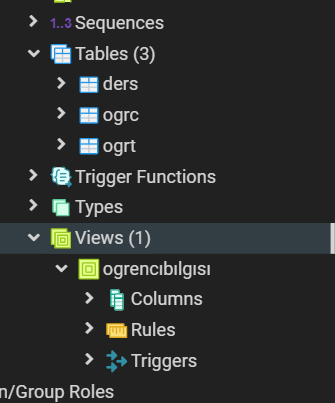 1..3 Sequences
Tables (3)
ders
ogrc
ogrt
Trigger Functions
Types
Views (1)
ogrencıbılgısı
Columns
Rules
Triggers
n/Group Roles